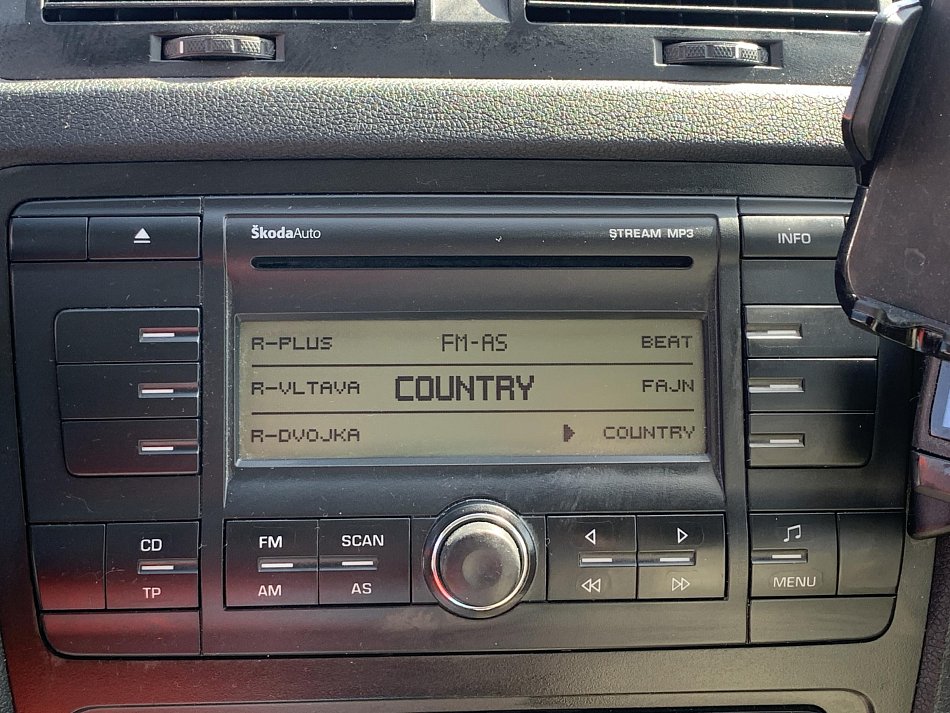 ŠkodaAuto STREAM MP3
INFO
R-PLUS FM-AS BEAT
R-VLTAVA COUNTRY FAJN
R-DVOJKA COUNTRY
CD FM SCAN
TP AM AS MENU